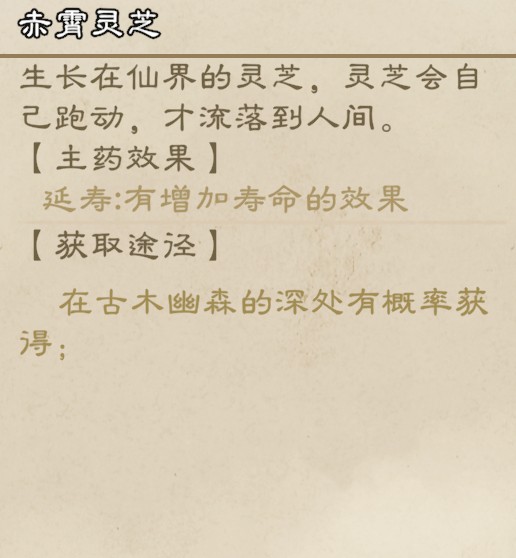 赤霄灵芝
生长在仙界的灵芝，灵芝会自
己跑动，才流落到人间。
【主药效果】
延寿:有增加寿命的效果
【获取途径】
在古木幽森的深处有概率获
得；